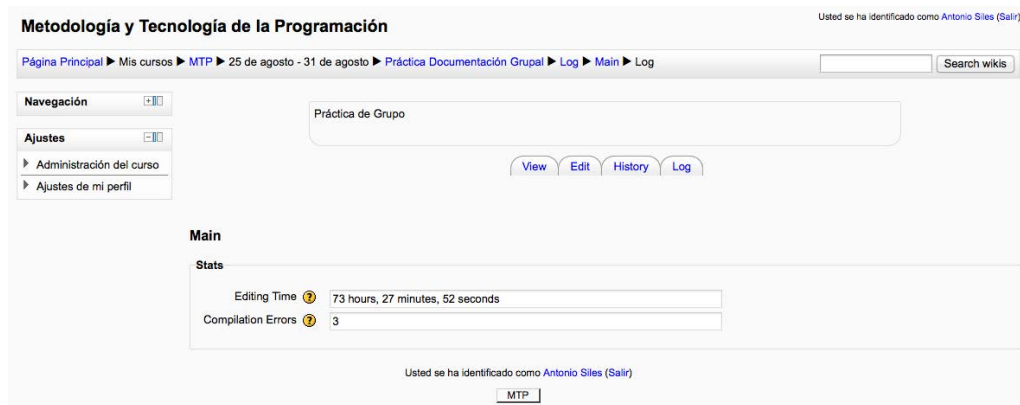 Usted se ha identificado como Antonio Siles (Salir)
Metodología y Tecnología de la Programación
Página Principal ▶ Mis cursos ▶ MTP ▶ 25 de agosto - 31 de agosto ▶ Práctica Documentación Grupal ▶ Log ▶ Main ▶ Log
Search wikis
Navegación
Ajustes
Administración del curso
Ajustes de mi perfil
Práctica de Grupo
View Edit History Log
Main
Stats
Editing Time 73 hours, 27 minutes, 52 seconds
Compilation Errors 3
Usted se ha identificado como Antonio Siles (Salir)
MTP